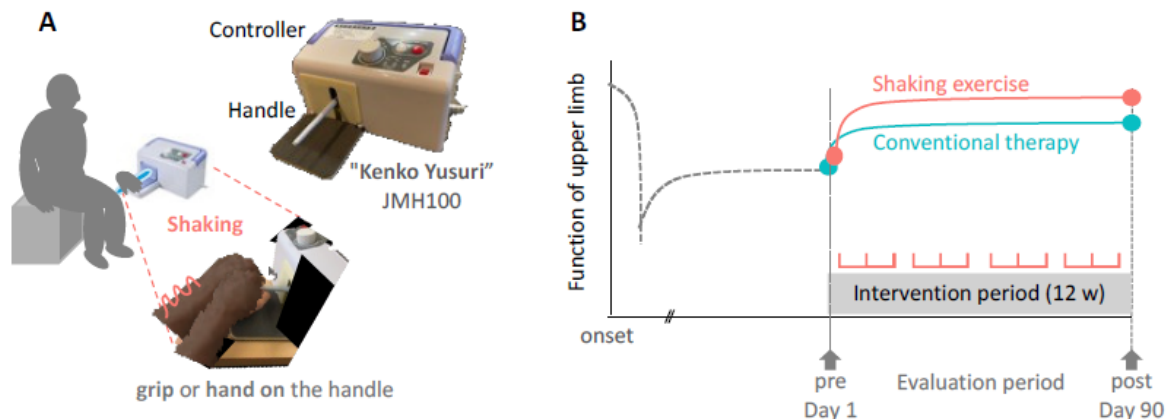 A
Controller
Handle
"Kenko Yusuri”
JMH100
Shaking
grip or hand on the handle
B
Function of upper limb
Shaking exercise
Conventional therapy
Intervention period (12 w)
onset
pre
Evaluation period
post
Day 1
Day 90